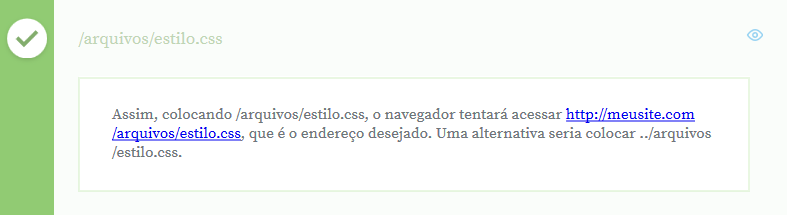 /arquivos/estilo.css
Assim, colocando /arquivos/estilo.css, o navegador tentará acessar http://meusite.com
/arquivos/estilo.css, que é o endereço desejado. Uma alternativa seria colocar ../arquivos
/estilo.css.